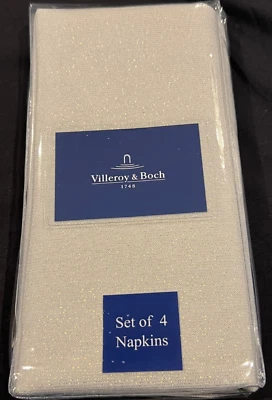 Villeroy & Boch
1748
Set of 4
Napkins